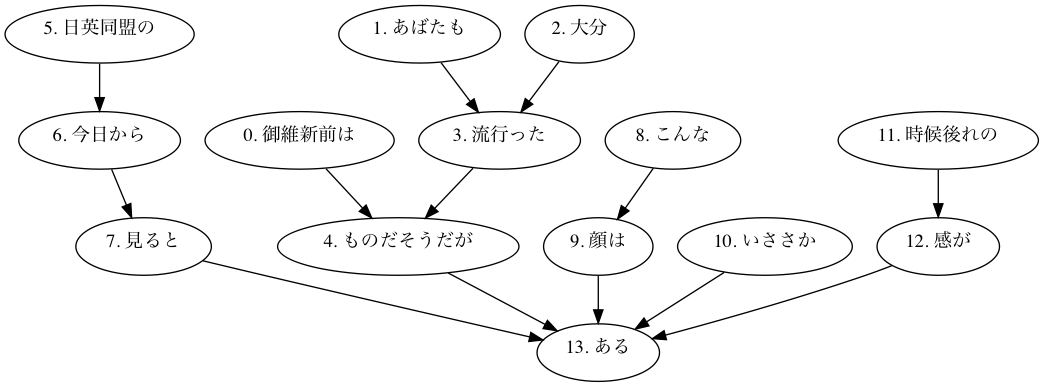 5. 日英同盟の
1. あばたも
2. 大分
6. 今日から
0. 御維新前は
3. 流行った
8. こんな
11. 時候後れの
7. 見ると
4. ものだそうだが
9. 顔は
10. いささか
12. 感が
13. ある